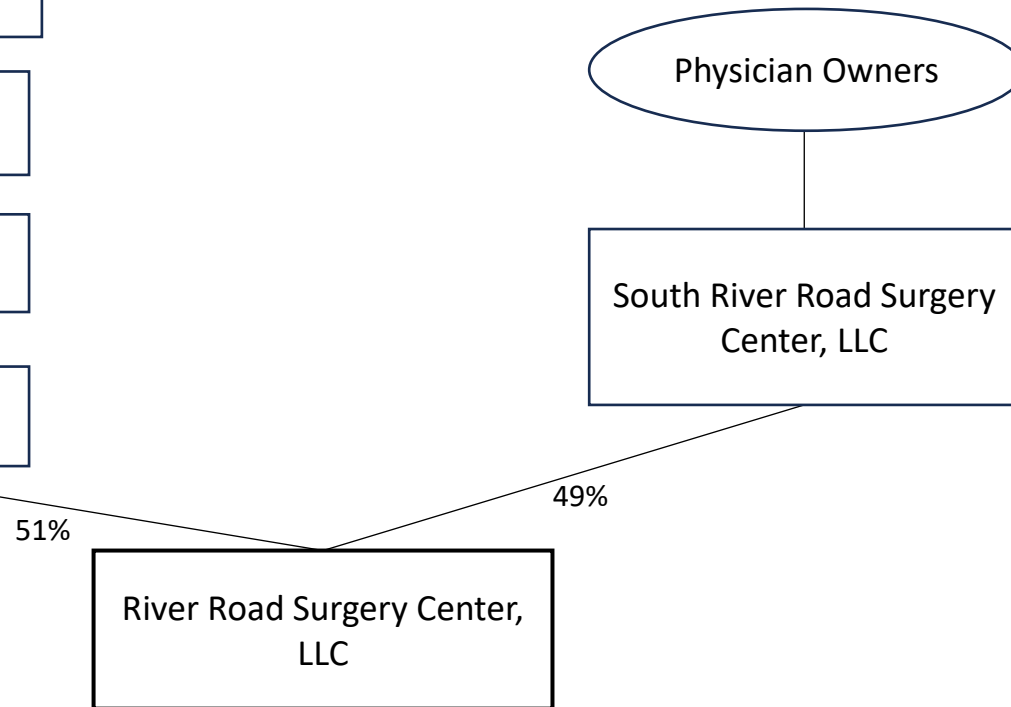 Physician Owners
South River Road Surgery
Center, LLC
49%
51%
River Road Surgery Center,
LLC